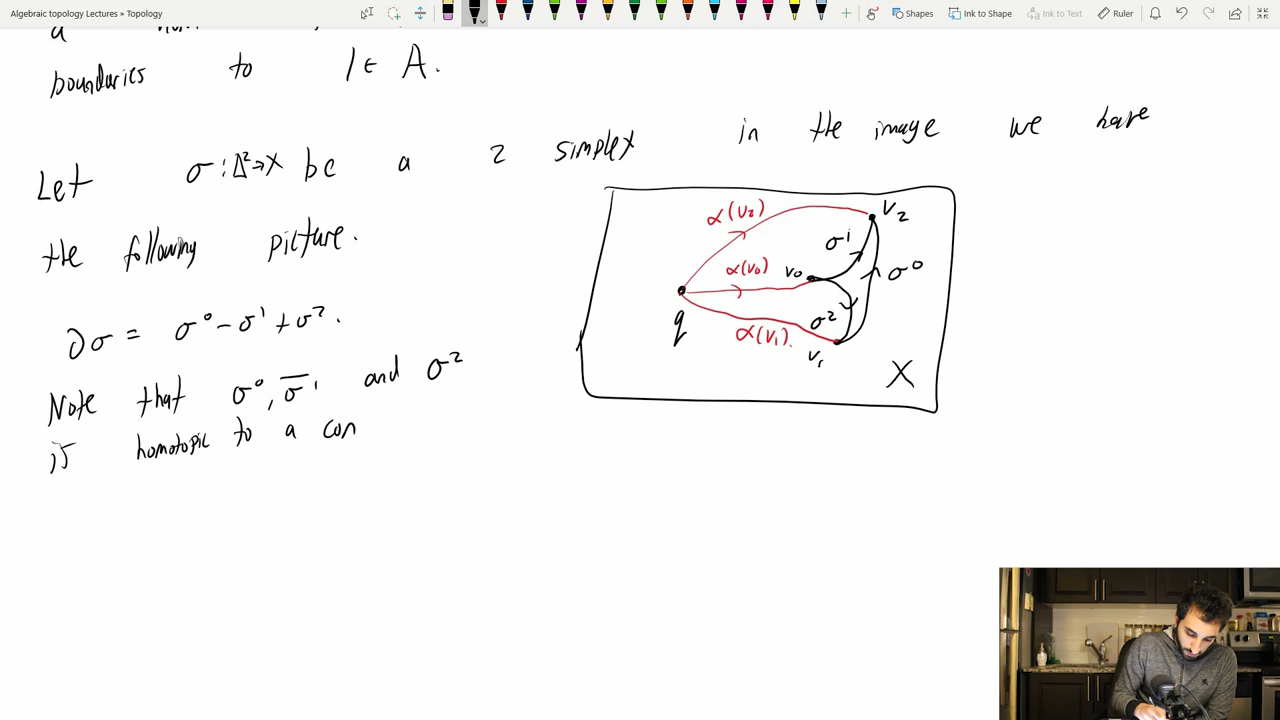 Algebraic topology Lectures » Topology
Shapes
Ink to Shape
Ink to Text
Ruler
a
boundaries to 1 ∈ A.
Let σ : Δ² → X be a 2 simplex in the image we have
the following picture.
∂σ = σ⁰ - σ¹ + σ².
Note that σ⁰, σ̅¹ and σ²
is homotopic to a con
α(v₂)
v₂
σ¹
α(v₀)
v₀
σ⁰
q
σ²
α(v₁).
v₁
X